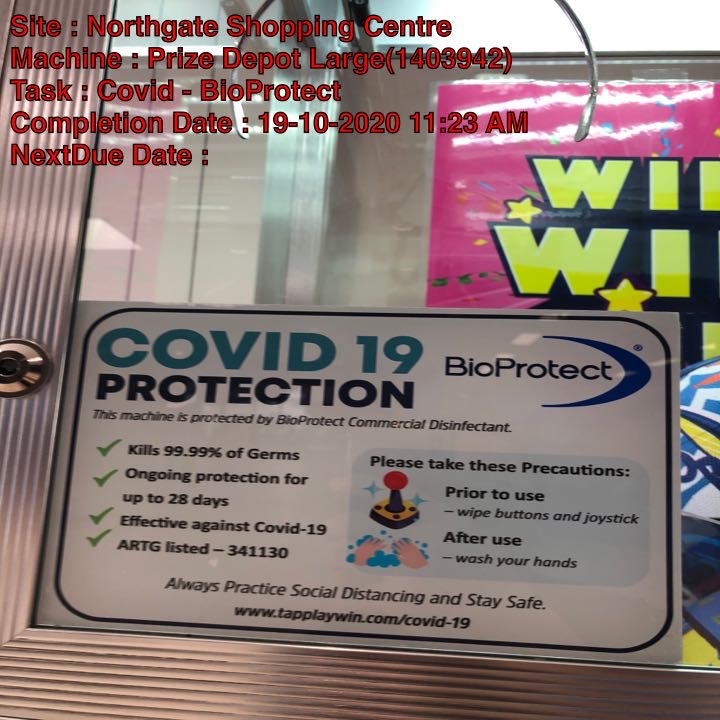 Site : Northgate Shopping Centre
Machine : Prize Depot Large(1403942)
Task : Covid - BioProtect
Completion Date : 19-10-2020 11:23 AM
NextDue Date :
COVID 19
PROTECTION
BioProtect®
This machine is protected by BioProtect Commercial Disinfectant.
Kills 99.99% of Germs
Ongoing protection for
up to 28 days
Effective against Covid-19
ARTG listed – 341130
Please take these Precautions:
Prior to use
– wipe buttons and joystick
After use
– wash your hands
Always Practice Social Distancing and Stay Safe.
www.tapplaywin.com/covid-19